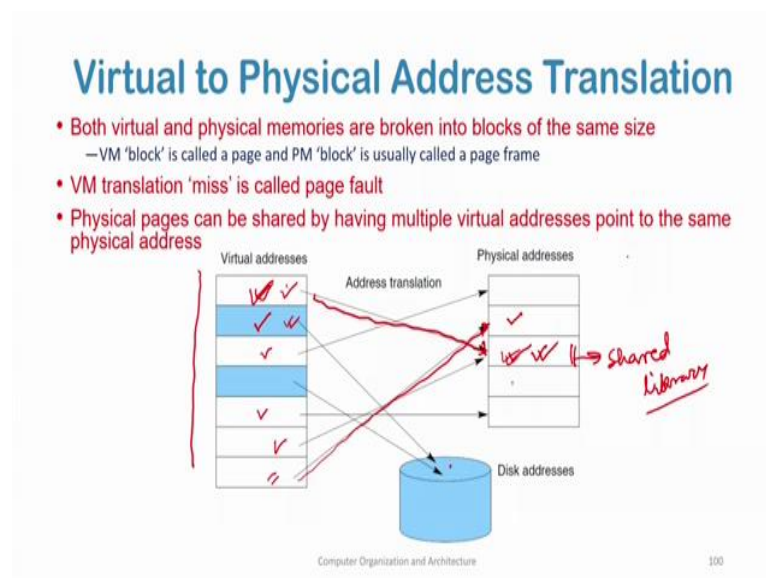 Virtual to Physical Address Translation
• Both virtual and physical memories are broken into blocks of the same size
—VM 'block' is called a page and PM 'block' is usually called a page frame
• VM translation 'miss' is called page fault
• Physical pages can be shared by having multiple virtual addresses point to the same
physical address
Virtual addresses
Address translation
Physical addresses
shared
library
Disk addresses
Computer Organization and Architecture
100